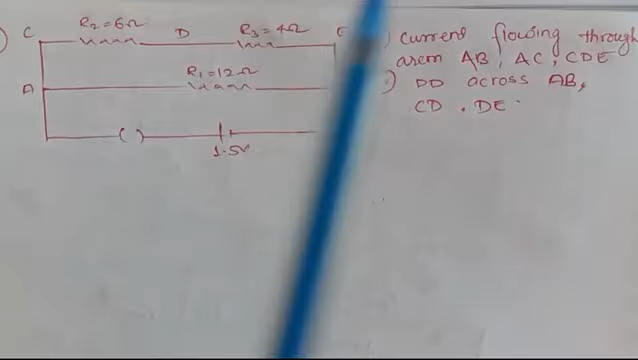 C R₂=6Ω D R₃=4Ω
R₁=12Ω
A
1.5V
current flowing through
arem AB, AC, CDE
DD across AB,
CD . DE.